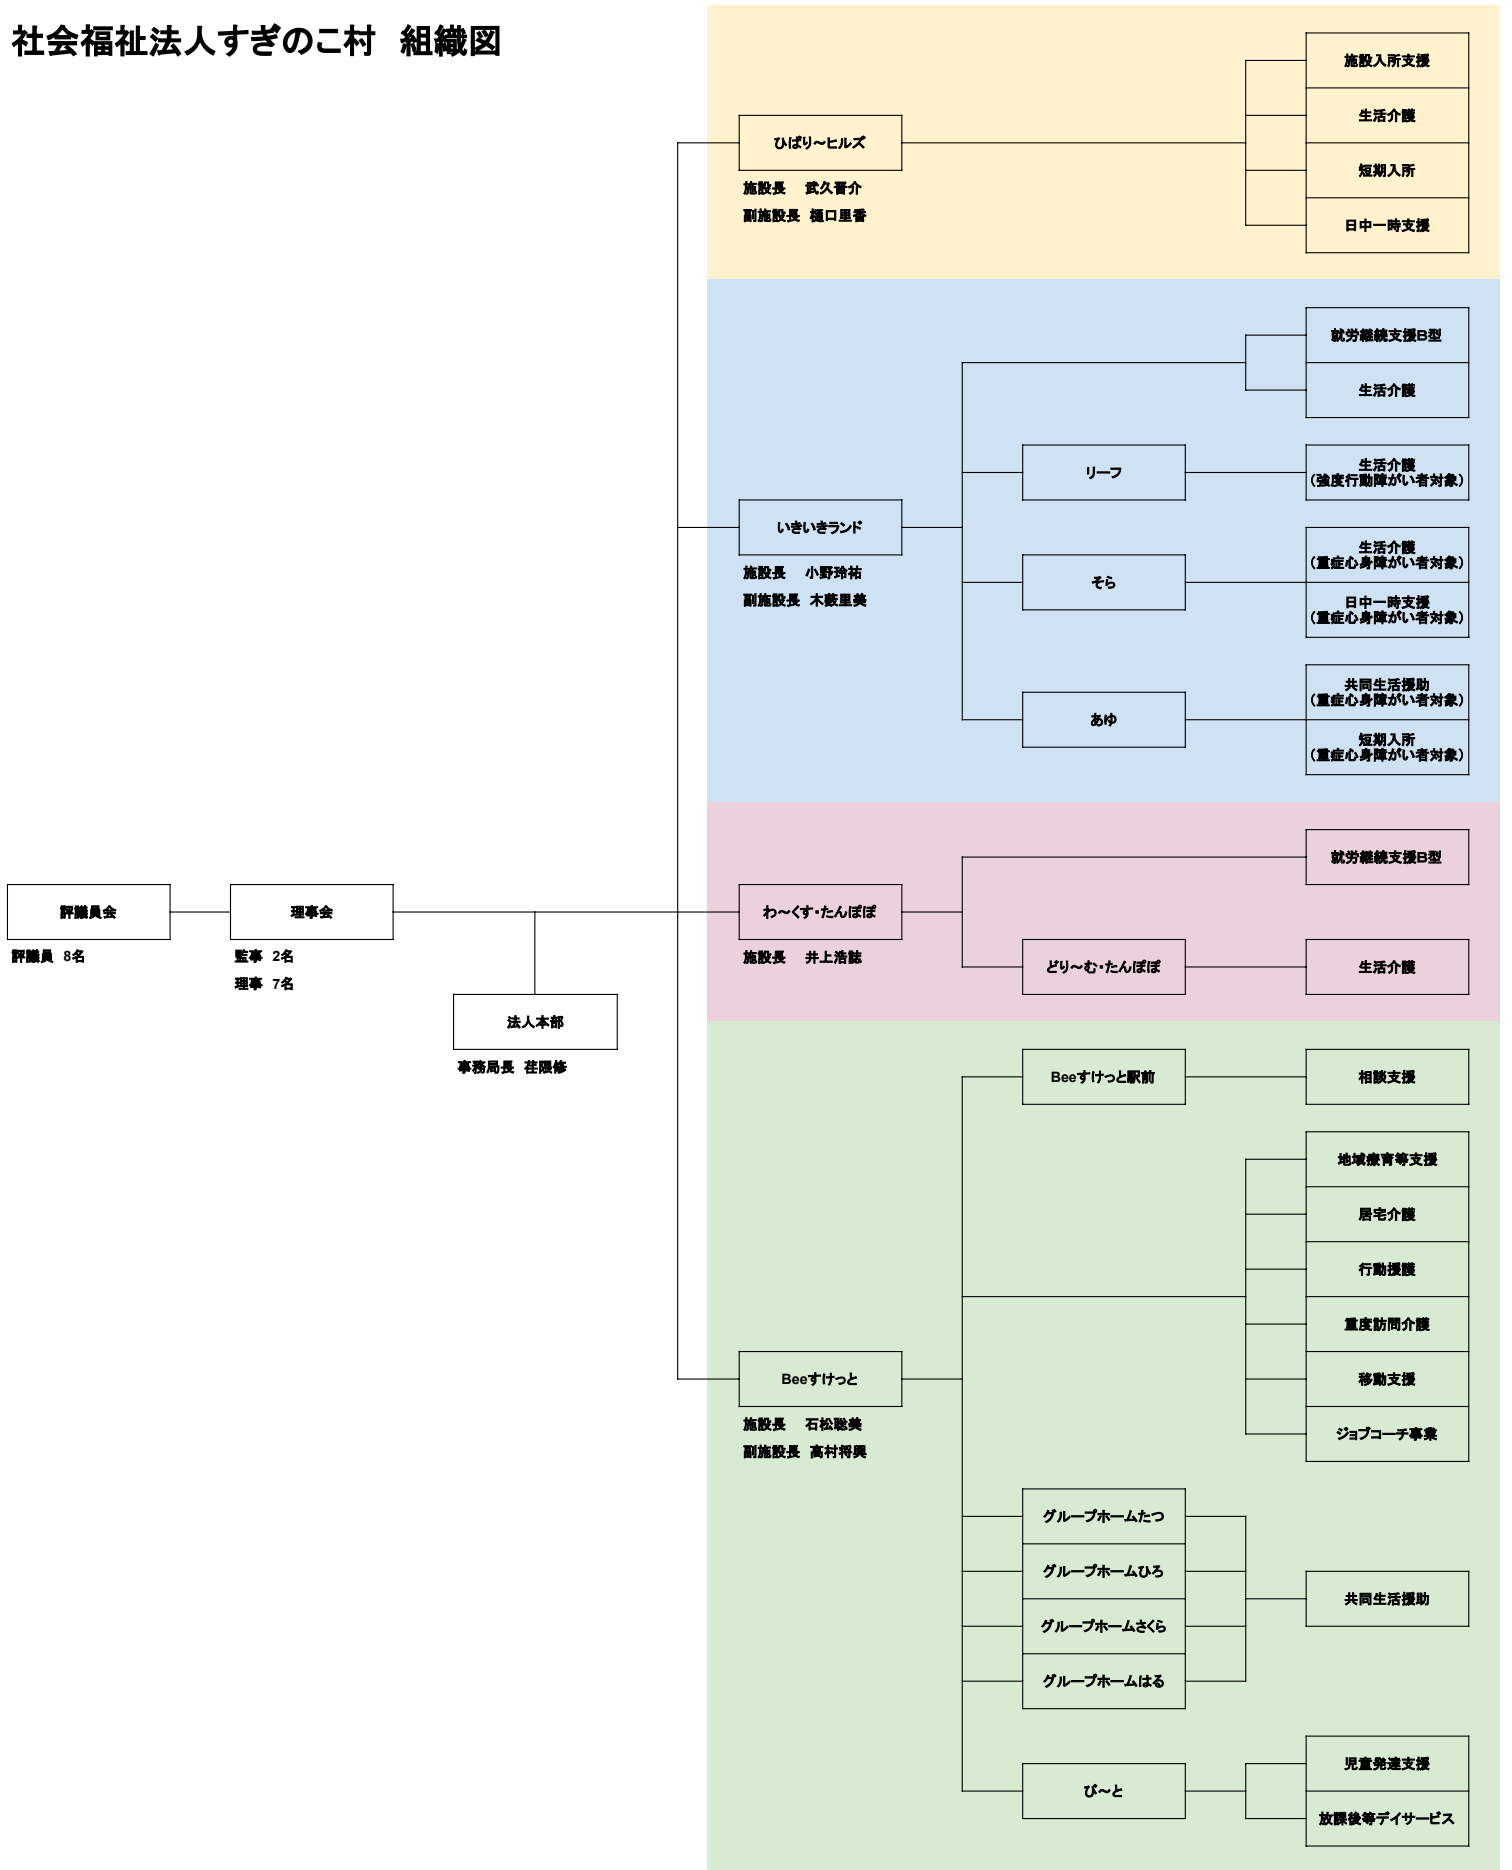 社会福祉法人すぎのこ村　組織図
評議員会
評議員 8名
理事会
監事 2名
理事 7名
法人本部
事務局長 荏隈修
ひばり～ヒルズ
施設長　武久晋介
副施設長 樋口里香
施設入所支援
生活介護
短期入所
日中一時支援
いきいきランド
施設長　小野玲祐
副施設長 木藪里美
就労継続支援B型
生活介護
リーフ
生活介護
（強度行動障がい者対象）
そら
生活介護
（重症心身障がい者対象）
日中一時支援
（重症心身障がい者対象）
あゆ
共同生活援助
（重症心身障がい者対象）
短期入所
（重症心身障がい者対象）
わ～くす・たんぽぽ
施設長　井上浩誌
就労継続支援B型
どり～む・たんぽぽ
生活介護
Beeすけっと
施設長　石松聡美
副施設長 高村将興
Beeすけっと駅前
相談支援
地域療育等支援
居宅介護
行動援護
重度訪問介護
移動支援
ジョブコーチ事業
グループホームたつ
グループホームひろ
グループホームさくら
グループホームはる
共同生活援助
び～と
児童発達支援
放課後等デイサービス